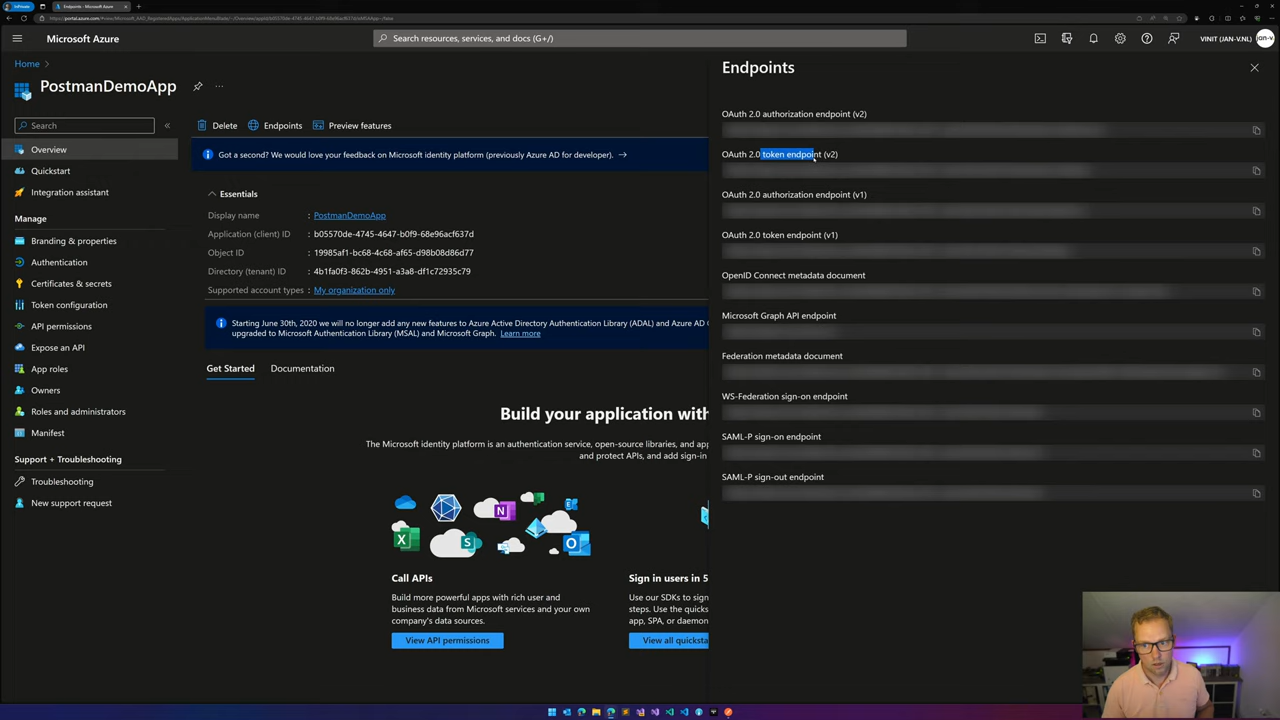 InPrivate
Endpoints - Microsoft Azure
Microsoft Azure
Search resources, services, and docs (G+/)
VINIT (JAN-V.NL)
jan-v
Home
PostmanDemoApp
Search
Overview
Quickstart
Integration assistant
Manage
Branding & properties
Authentication
Certificates & secrets
Token configuration
API permissions
Expose an API
App roles
Owners
Roles and administrators
Manifest
Support + Troubleshooting
Troubleshooting
New support request
Delete
Endpoints
Preview features
Got a second? We would love your feedback on Microsoft identity platform (previously Azure AD for developer).
Essentials
Display name : PostmanDemoApp
Application (client) ID : b05570de-4745-4647-b0f9-68e96acf637d
Object ID : 19985af1-bc68-4c68-af65-d98b08d86d77
Directory (tenant) ID : 4b1fa0f3-862b-4951-a3a8-df1c72935c79
Supported account types : My organization only
Starting June 30th, 2020 we will no longer add any new features to Azure Active Directory Authentication Library (ADAL) and Azure AD
upgraded to Microsoft Authentication Library (MSAL) and Microsoft Graph. Learn more
Get Started
Documentation
Build your application with
The Microsoft identity platform is an authentication service, open-source libraries, and
and protect APIs, add sign-in
Call APIs
Build more powerful apps with rich user and
business data from Microsoft services and your own
company's data sources.
View API permissions
Sign in users in 5
Use our SDKs to sign
steps. Use the
app, SPA, or
View all
Endpoints
OAuth 2.0 authorization endpoint (v2)
OAuth 2.0 token endpoint (v2)
OAuth 2.0 authorization endpoint (v1)
OAuth 2.0 token endpoint (v1)
OpenID Connect metadata document
Microsoft Graph API endpoint
Federation metadata document
WS-Federation sign-on endpoint
SAML-P sign-on endpoint
SAML-P sign-out endpoint